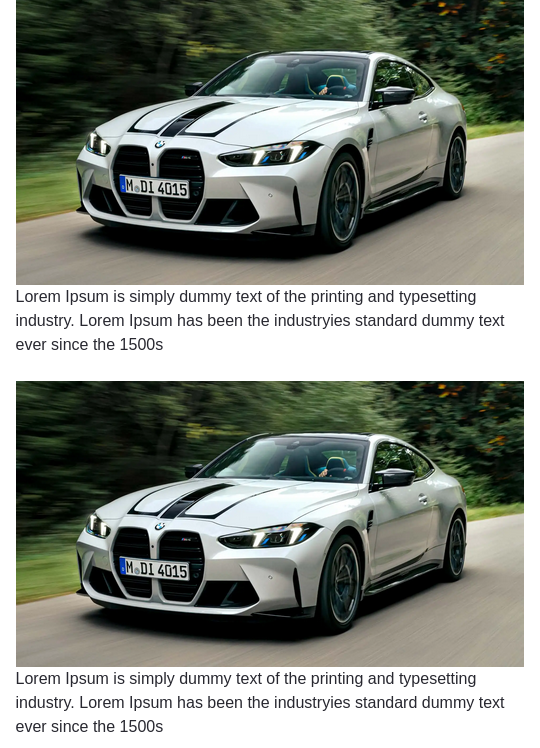 M DI 4015
Lorem Ipsum is simply dummy text of the printing and typesetting
industry. Lorem Ipsum has been the industryies standard dummy text
ever since the 1500s
M DI 4015
Lorem Ipsum is simply dummy text of the printing and typesetting
industry. Lorem Ipsum has been the industryies standard dummy text
ever since the 1500s